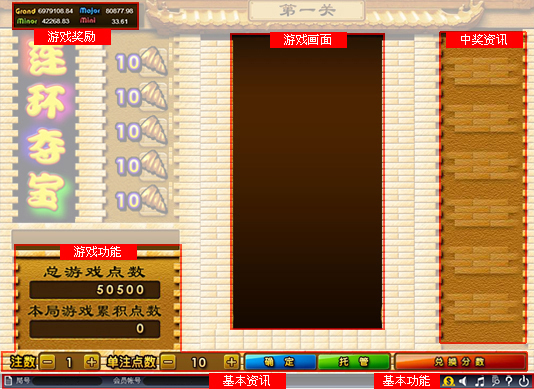 Grand 6979108.84 Major 80877.98
Minor 42268.83 Mini 33.61
游戏奖励
第一关
游戏画面
中奖资讯
连环夺宝
10
10
10
10
10
游戏功能
总游戏点数
50500
本局游戏累积点数
0
注数 － 1 ＋ 单注点数 － 10 ＋ 确定 托管 兑换分数
局号 会员帐号 基本资讯 基本功能 $ ?